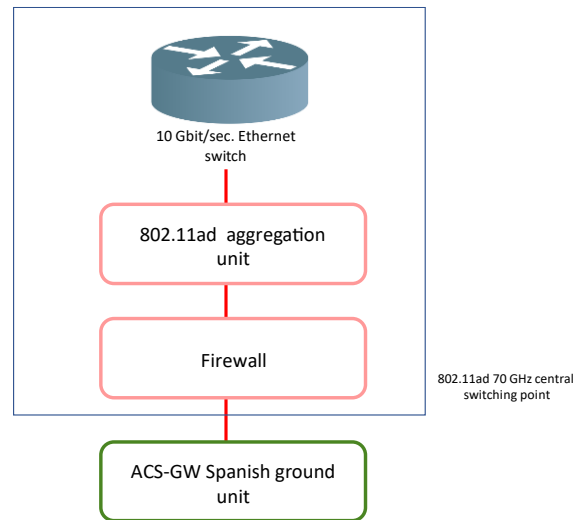 10 Gbit/sec. Ethernet
switch
802.11ad  aggregation
unit
Firewall
802.11ad 70 GHz central
switching point
ACS-GW Spanish ground
unit